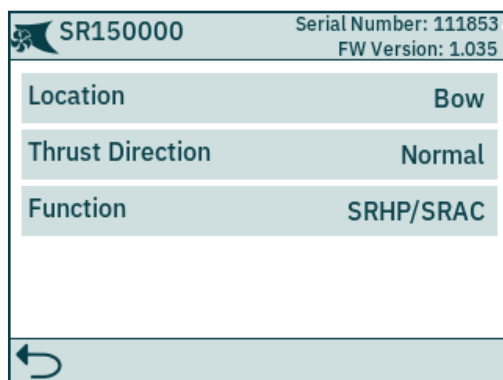 SR150000
Serial Number: 111853
FW Version: 1.035
Location Bow
Thrust Direction Normal
Function SRHP/SRAC